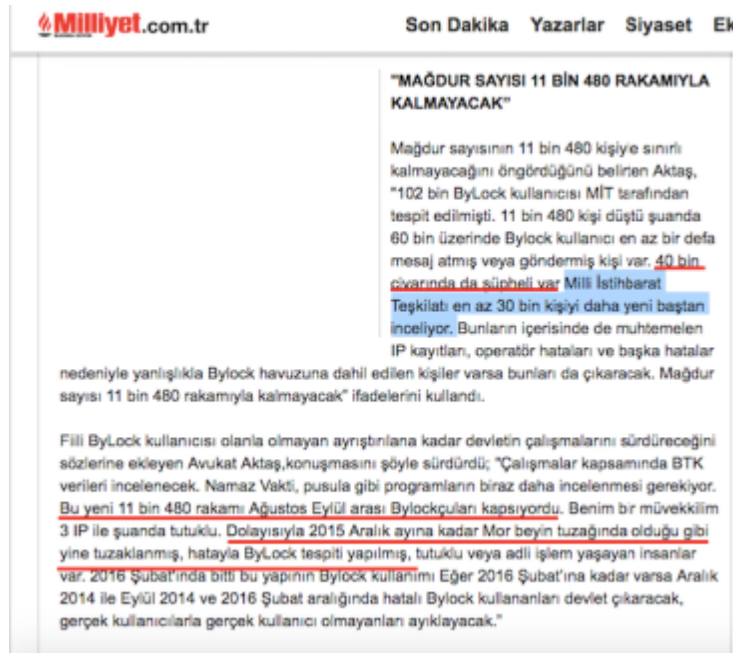 Milliyet.com.tr
Son Dakika Yazarlar Siyaset Ek
"MAĞDUR SAYISI 11 BİN 480 RAKAMIYLA
KALMAYACAK"
Mağdur sayısının 11 bin 480 kişiyle sınırlı
kalmayacağını öngördüğünü belirten Aktaş,
"102 bin ByLock kullanıcısı MİT tarafından
tespit edilmişti. 11 bin 480 kişi düştü şuanda
60 bin üzerinde Bylock kullanıcı en az bir defa
mesaj atmış veya göndermiş kişi var. 40 bin
civarında da şüpheli var Milli İstihbarat
Teşkilatı en az 30 bin kişiyi daha yeni baştan
inceliyor. Bunların içerisinde de muhtemelen
IP kayıtları, operatör hataları ve başka hatalar
nedeniyle yanlışlıkla Bylock havuzuna dahil edilen kişiler varsa bunları da çıkaracak. Mağdur
sayısı 11 bin 480 rakamıyla kalmayacak" ifadelerini kullandı.
Fiili ByLock kullanıcısı olanla olmayan ayrıştırılana kadar devletin çalışmalarını sürdüreceğini
sözlerine ekleyen Avukat Aktaş,konuşmasını şöyle sürdürdü; "Çalışmalar kapsamında BTK
verileri incelenecek. Namaz Vakti, pusula gibi programların biraz daha incelenmesi gerekiyor.
Bu yeni 11 bin 480 rakamı Ağustos Eylül arası Bylockçuları kapsıyordu. Benim bir müvekkilim
3 IP ile şuanda tutuklu. Dolayısıyla 2015 Aralık ayına kadar Mor beyin tuzağında olduğu gibi
yine tuzaklanmış, hatayla ByLock tespiti yapılmış, tutuklu veya adli işlem yaşayan insanlar
var. 2016 Şubat'ında bitti bu yapının Bylock kullanımı Eğer 2016 Şubat'ına kadar varsa Aralık
2014 ile Eylül 2014 ve 2016 Şubat aralığında hatalı Bylock kullananları devlet çıkaracak,
gerçek kullanıcılarla gerçek kullanıcı olmayanları ayıklayacak."